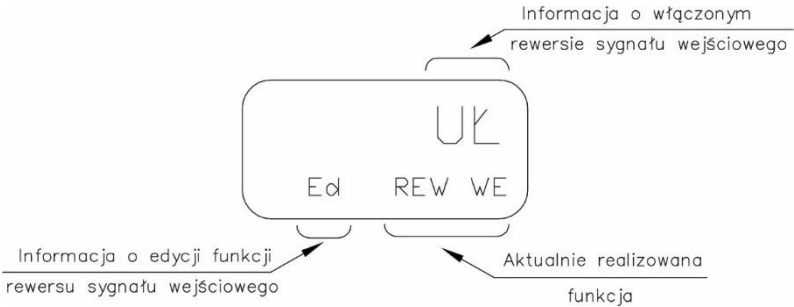 Informacja o włączonym
rewersie sygnału wejściowego
UŁ
Ed REW WE
Informacja o edycji funkcji
rewersu sygnału wejściowego
Aktualnie realizowana
funkcja